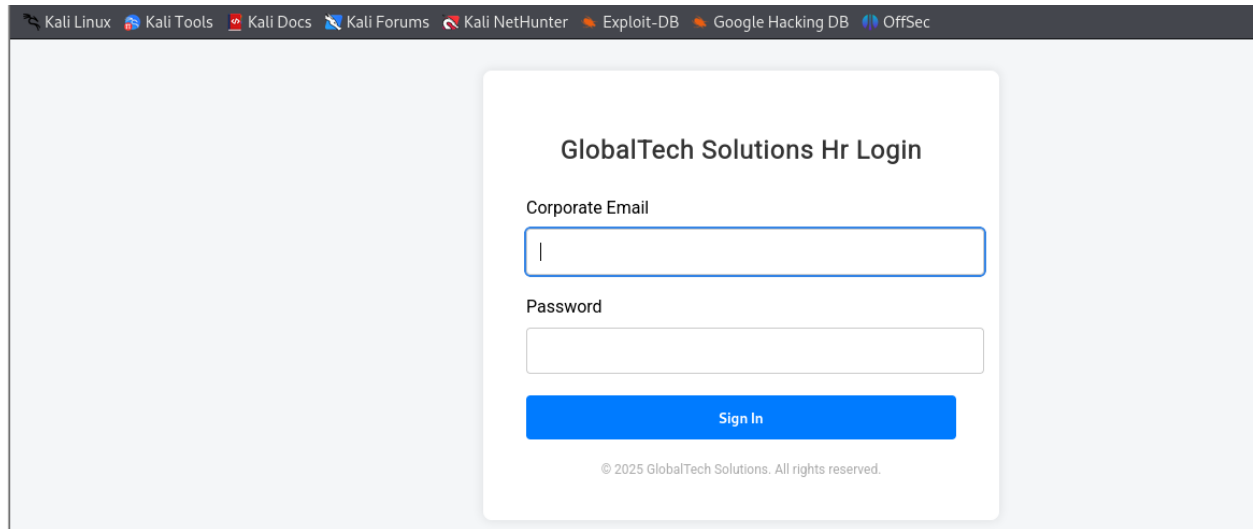 Kali Linux Kali Tools Kali Docs Kali Forums Kali NetHunter Exploit-DB Google Hacking DB OffSec
GlobalTech Solutions Hr Login
Corporate Email
Password
Sign In
© 2025 GlobalTech Solutions. All rights reserved.